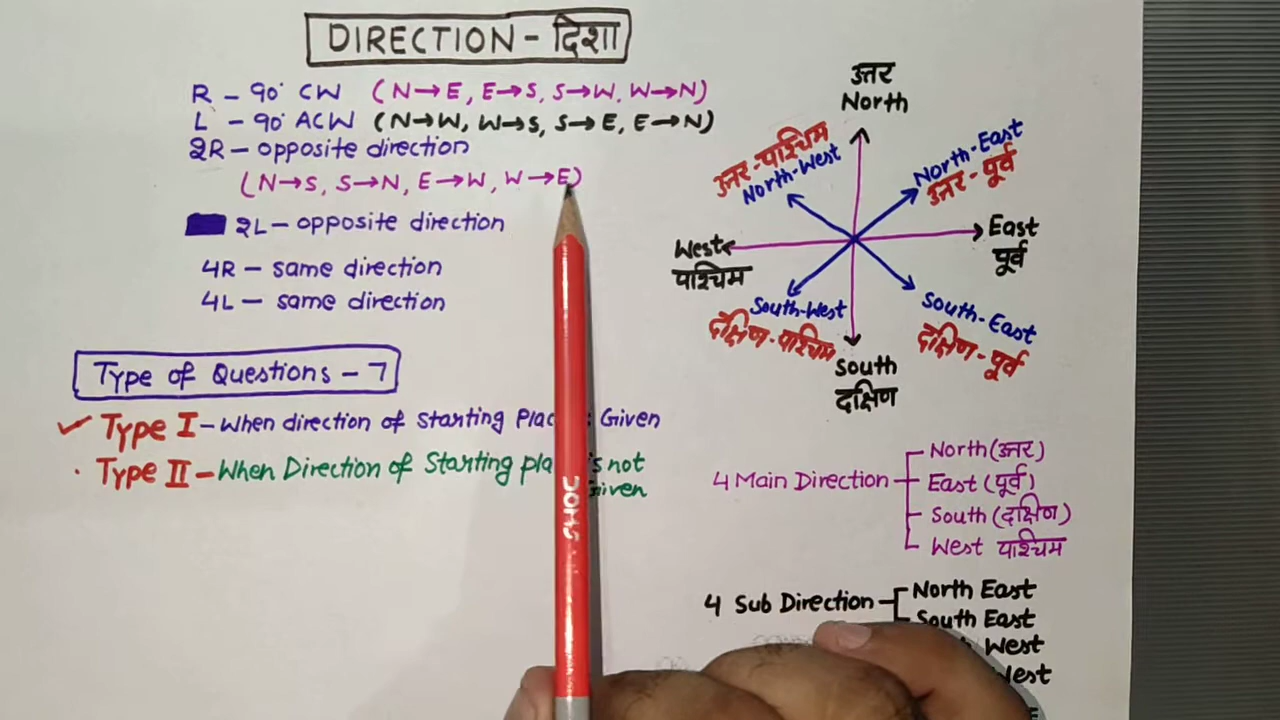 DIRECTION - दिशा
R - 90° CW (N→E, E→S, S→W, W→N)
L - 90° ACW (N→W, W→S, S→E, E→N)
2R - opposite direction
(N→S, S→N, E→W, W→E)
2L - opposite direction
4R - same direction
4L - same direction
Type of Questions - 7
✓ Type I - When direction of Starting Given
· Type II - When Direction of Starting not
Given
उत्तर
North
उत्तर-पश्चिम
North-West
North-East
उत्तर-पूर्व
West
पश्चिम
East
पूर्व
South-West
दक्षिण-पश्चिम
South-East
दक्षिण-पूर्व
South
दक्षिण
4 Main Direction
North (उत्तर)
East (पूर्व)
South (दक्षिण)
West पश्चिम
4 Sub Direction
North East
South East
West
DOMS